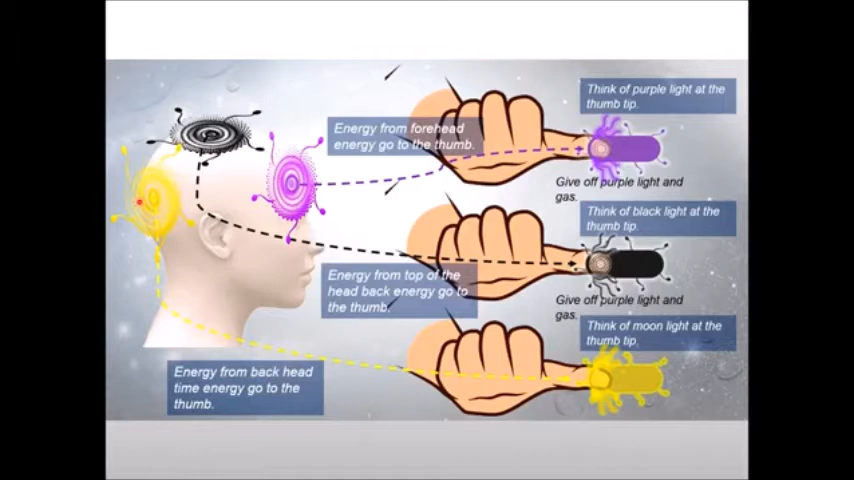 Think of purple light at the
thumb tip.
Energy from forehead
energy go to the thumb.
Give off purple light and
gas.
Think of black light at the
thumb tip.
Energy from top of the
head back energy go to
the thumb.
Give off purple light and
gas.
Think of moon light at the
thumb tip.
Energy from back head
time energy go to the
thumb.